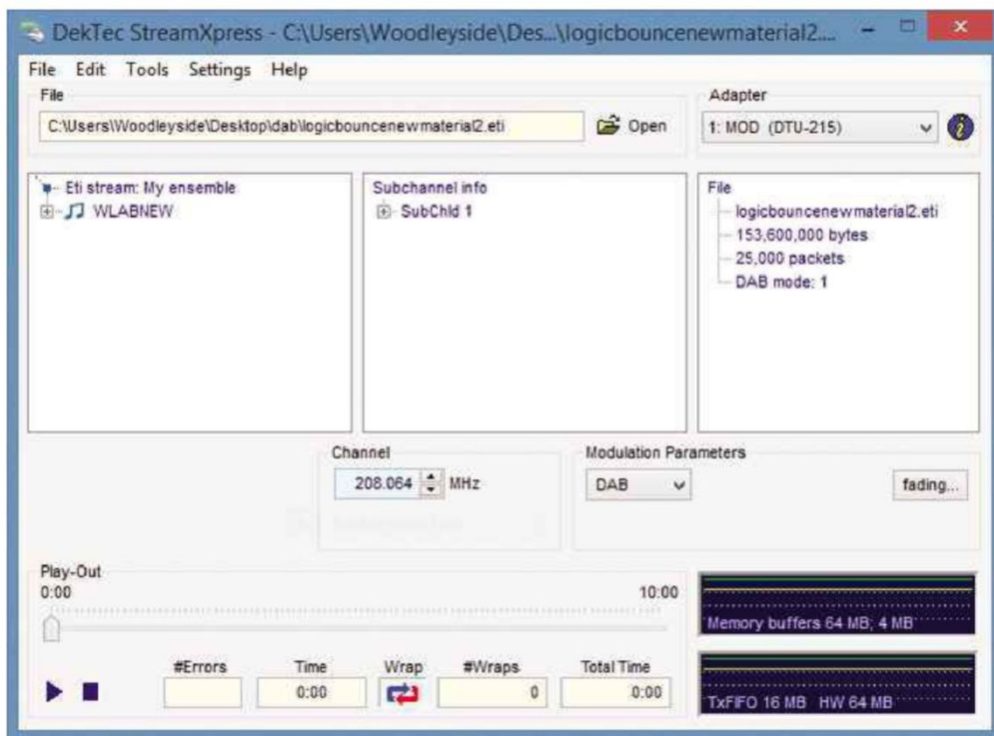 DekTec StreamXpress - C:\Users\Woodleyside\Des...\logicbouncenewmaterial2....
File Edit Tools Settings Help
File
C:\Users\Woodleyside\Desktop\dab\logicbouncenewmaterial2.eti
Open
Adapter
1: MOD (DTU-215)
Eti stream: My ensemble
WLABNEW
Subchannel info
SubChId 1
File
logicbouncenewmaterial2.eti
153,600,000 bytes
25,000 packets
DAB mode: 1
Channel
208.064 MHz
Modulation Parameters
DAB
fading...
Play-Out
0:00 10:00
#Errors Time Wrap #Wraps Total Time
0:00 0 0:00
Memory buffers 64 MB; 4 MB
TxFIFO 16 MB HW 64 MB